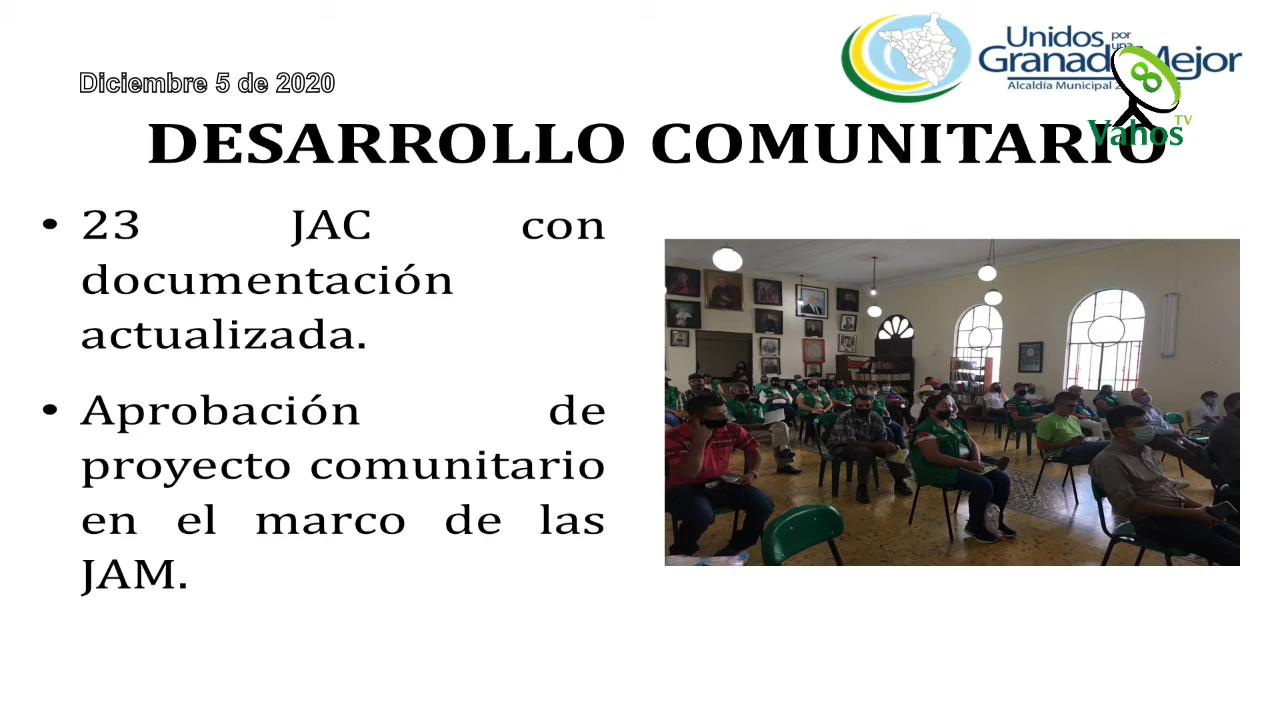 Diciembre 5 de 2020
Unidos por
una
Granada Mejor
Alcaldía Municipal
8
TV
Vahos
DESARROLLO COMUNITARIO
• 23 JAC con
documentación
actualizada.
• Aprobación de
proyecto comunitario
en el marco de las
JAM.